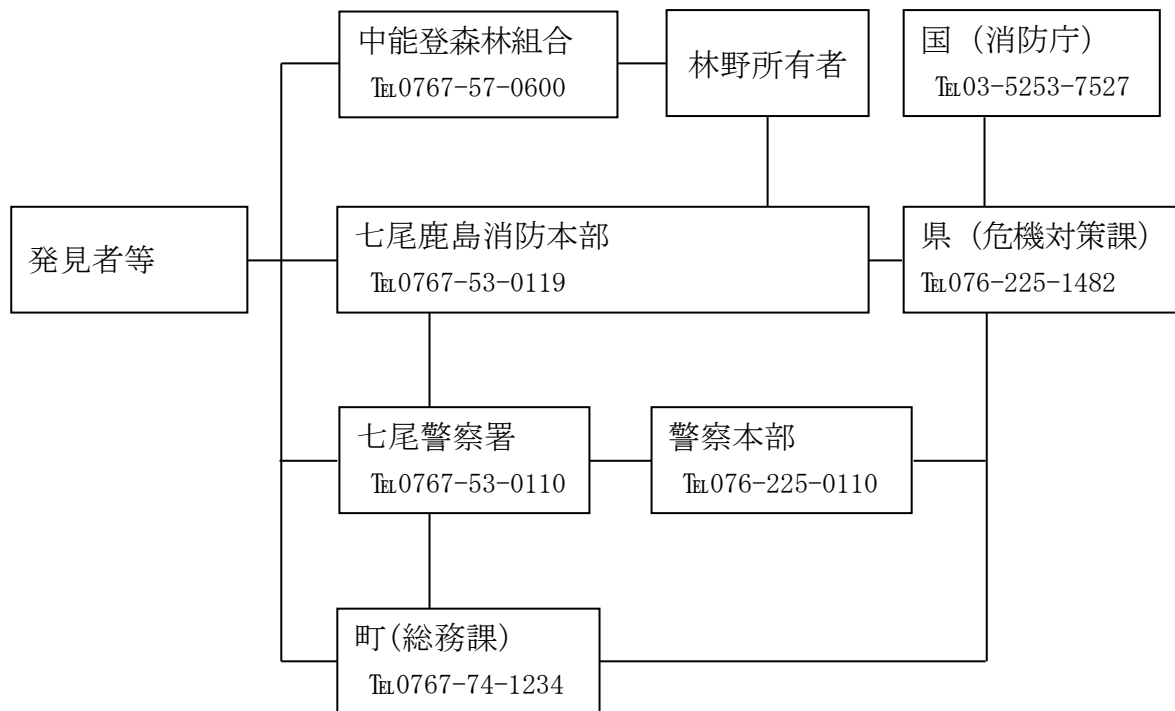 中能登森林組合
℡0767-57-0600
林野所有者
国（消防庁）
℡03-5253-7527
発見者等
七尾鹿島消防本部
℡0767-53-0119
県（危機対策課）
℡076-225-1482
七尾警察署
℡0767-53-0110
警察本部
℡076-225-0110
町(総務課)
℡0767-74-1234